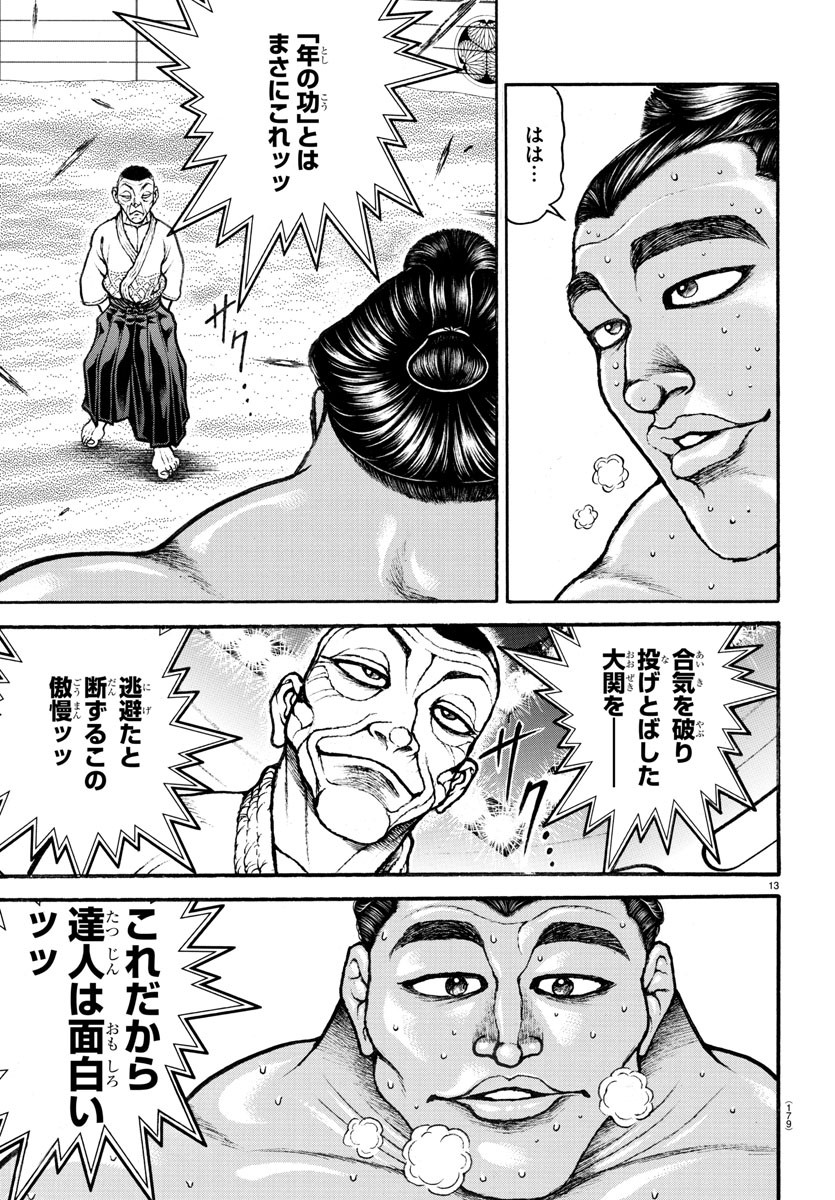 はは…
「年の功」とは
まさにこれッッ
ザク…
合気を破り
投げとばした
大関を――
ザク…
逃避たと
断ずるこの
傲慢ッッ
13
これだから
達人は面白い
ッッ
(179)